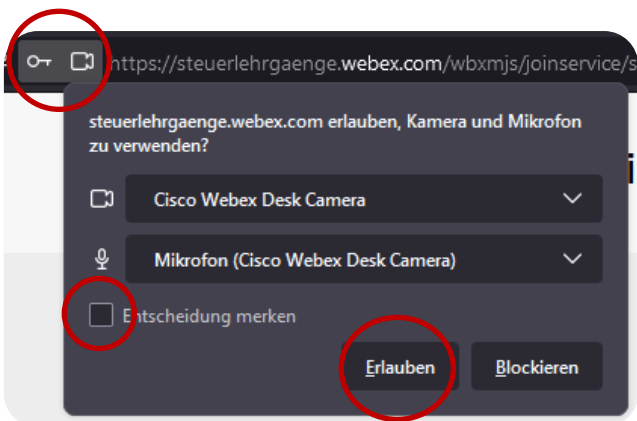 https://steuerlehrgaenge.webex.com/wbxmjs/joinservice/s
steuerlehrgaenge.webex.com erlauben, Kamera und Mikrofon
zu verwenden?
Cisco Webex Desk Camera
Mikrofon (Cisco Webex Desk Camera)
Entscheidung merken
Erlauben
Blockieren